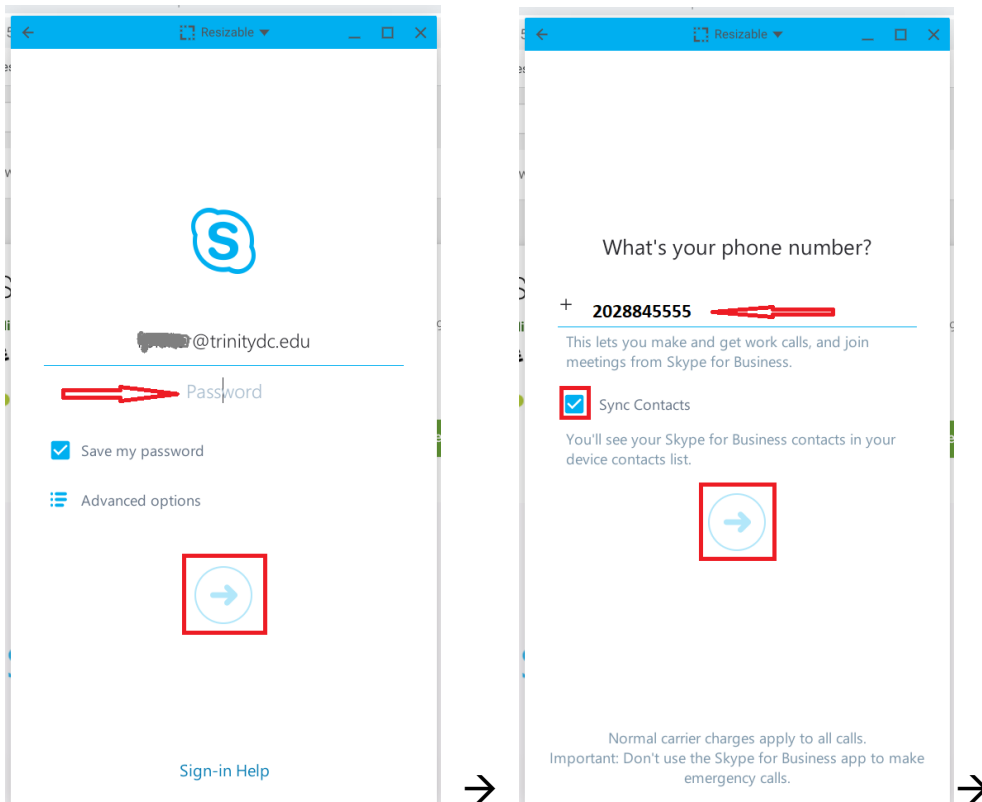 Resizable
@trinitydc.edu
Password
Save my password
Advanced options
Sign-in Help
Resizable
What's your phone number?
+ 2028845555
This lets you make and get work calls, and join
meetings from Skype for Business.
Sync Contacts
You'll see your Skype for Business contacts in your
device contacts list.
Normal carrier charges apply to all calls.
Important: Don't use the Skype for Business app to make
emergency calls.